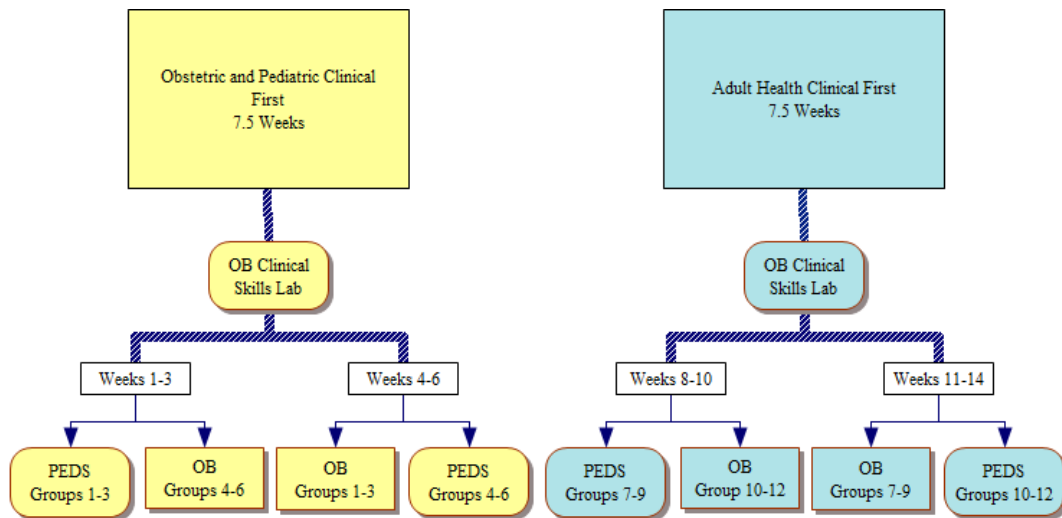 Obstetric and Pediatric Clinical
First
7.5 Weeks
Adult Health Clinical First
7.5 Weeks
OB Clinical
Skills Lab
OB Clinical
Skills Lab
Weeks 1-3
Weeks 4-6
Weeks 8-10
Weeks 11-14
PEDS
Groups 1-3
OB
Groups 4-6
OB
Groups 1-3
PEDS
Groups 4-6
PEDS
Groups 7-9
OB
Group 10-12
OB
Groups 7-9
PEDS
Groups 10-12